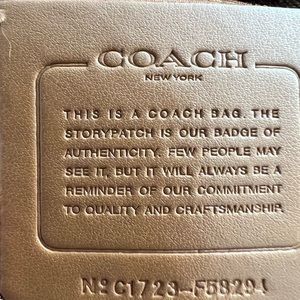 COACH
NEW YORK
THIS IS A COACH BAG. THE
STORYPATCH IS OUR BADGE OF
AUTHENTICITY. FEW PEOPLE MAY
SEE IT, BUT IT WILL ALWAYS BE A
REMINDER OF OUR COMMITMENT
TO QUALITY AND CRAFTSMANSHIP.
Nº C1723-F58294